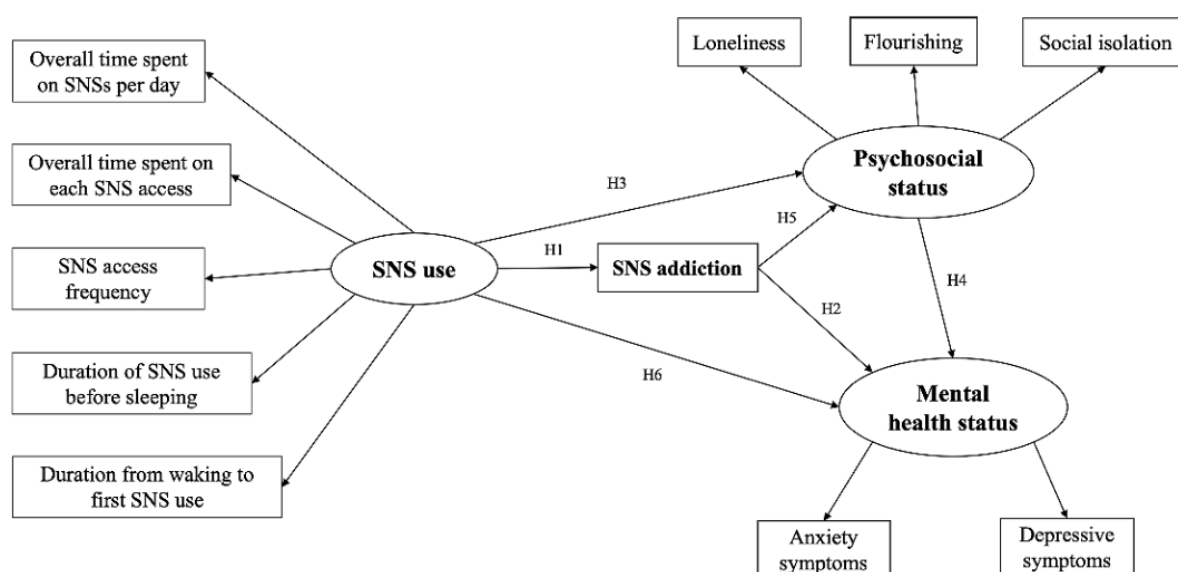 Overall time spent
on SNSs per day
Overall time spent on
each SNS access
SNS access
frequency
Duration of SNS use
before sleeping
Duration from waking to
first SNS use
SNS use
H3
H1
H6
SNS addiction
H5
H2
Loneliness
Flourishing
Social isolation
Psychosocial
status
H4
Mental
health status
Anxiety
symptoms
Depressive
symptoms